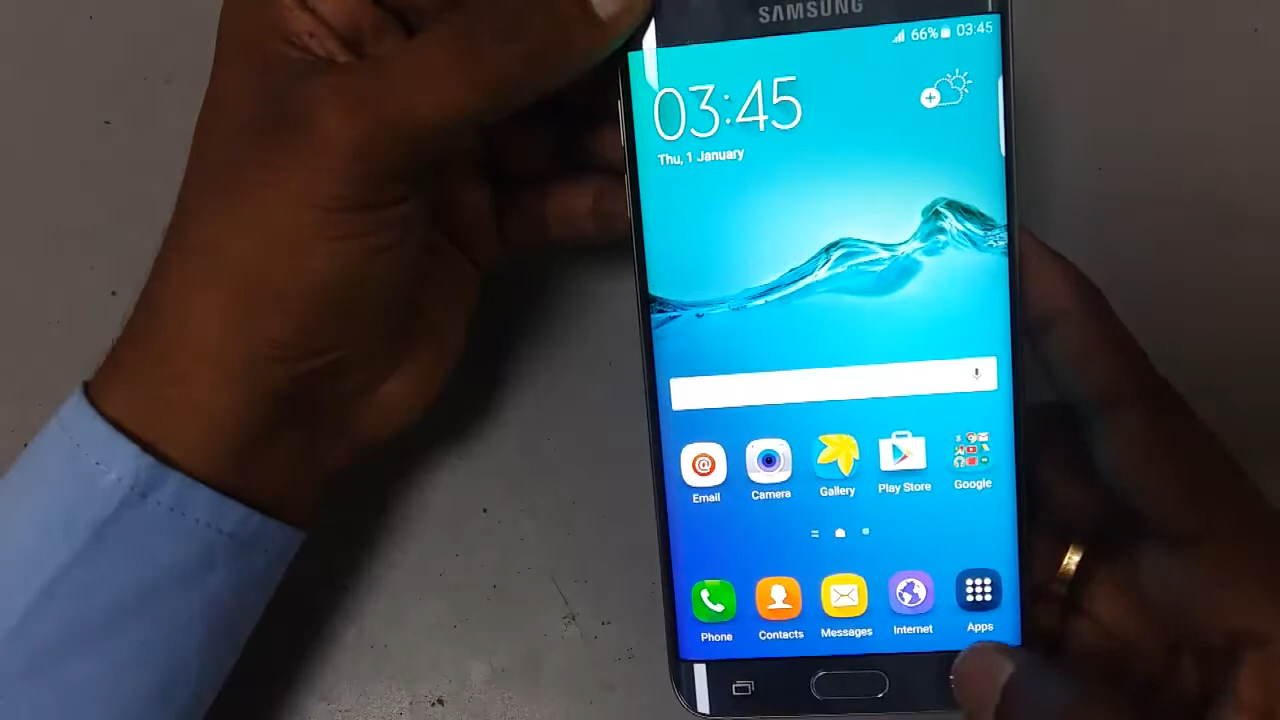 SAMSUNG
66% 03:45
03:45
Thu, 1 January
Email Camera Gallery Play Store Google
Phone Contacts Messages Internet Apps